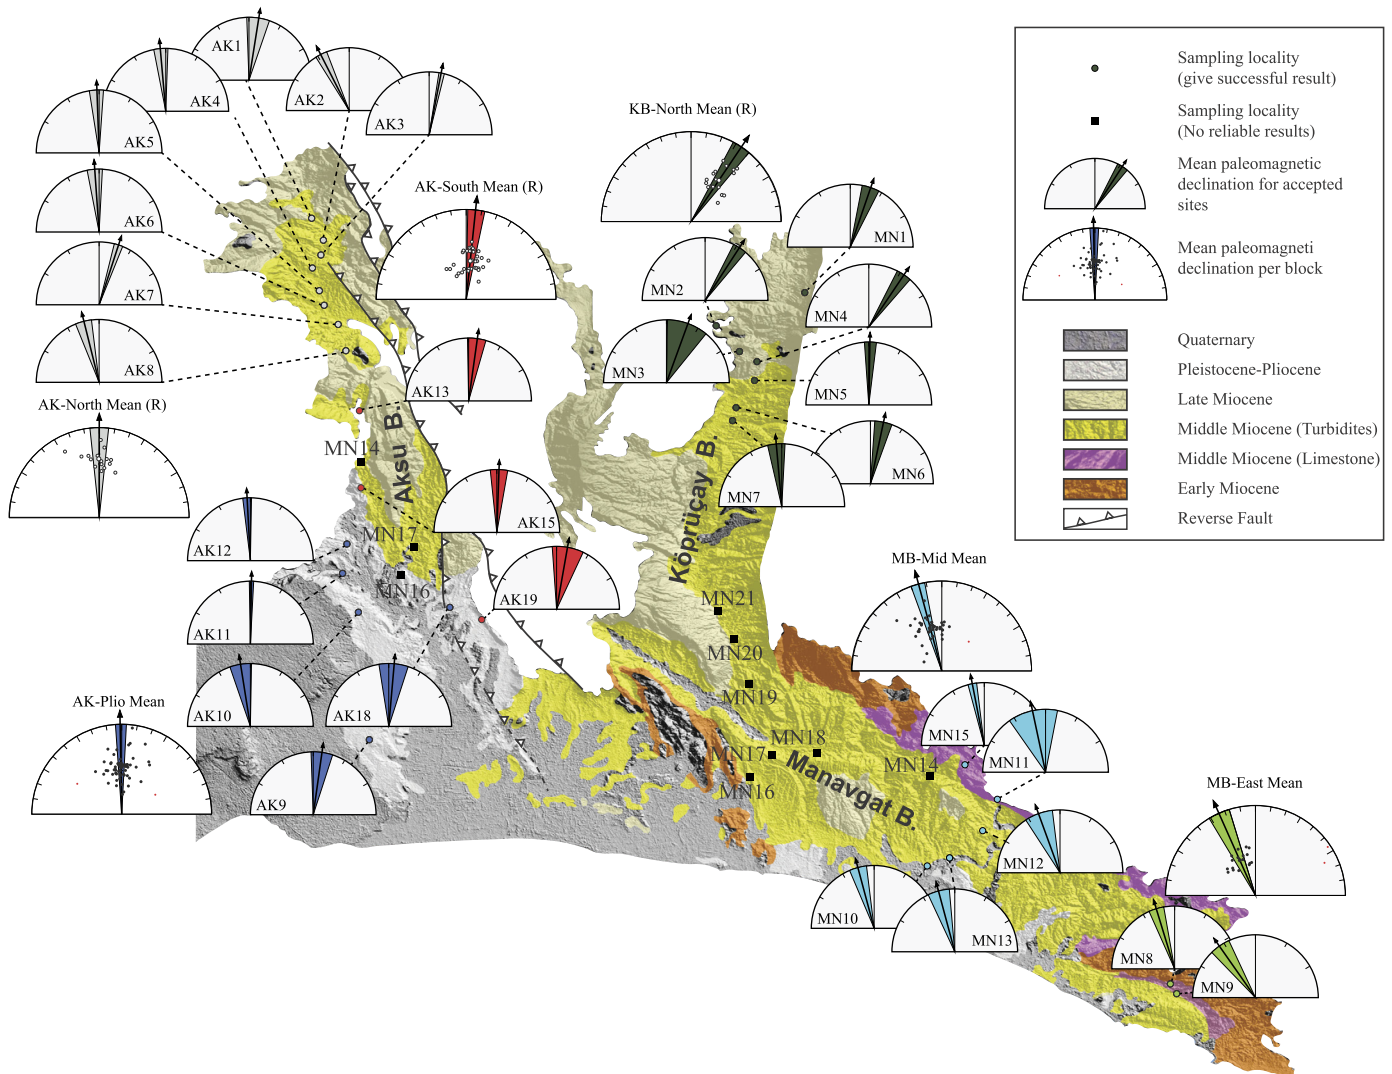 AK1
AK4
AK2
AK5
AK3
AK6
AK7
AK8
AK-North Mean (R)
AK-South Mean (R)
AK13
KB-North Mean (R)
MN1
MN2
MN4
MN3
MN5
MN6
MN7
MN14
Aksu B.
Köprüçay B.
MN17
MN16
AK15
AK12
AK11
AK19
AK10
AK18
AK-Plio Mean
AK9
MN21
MN20
MN19
MN18
MN17
MN16
MN14
Manavgat B.
MB-Mid Mean
MN15
MN11
MN12
MN10
MN13
MB-East Mean
MN8
MN9
Sampling locality
(give successful result)
Sampling locality
(No reliable results)
Mean paleomagnetic
declination for accepted
sites
Mean paleomagneti
declination per block
Quaternary
Pleistocene-Pliocene
Late Miocene
Middle Miocene (Turbidites)
Middle Miocene (Limestone)
Early Miocene
Reverse Fault